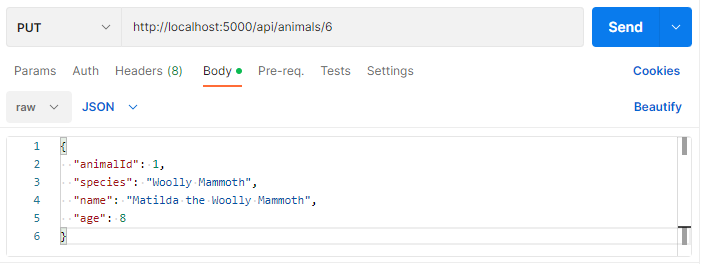 PUT http://localhost:5000/api/animals/6 Send
Params Auth Headers (8) Body Pre-req. Tests Settings Cookies
raw JSON Beautify
1 {
2 "animalId": 1,
3 "species": "Woolly Mammoth",
4 "name": "Matilda the Woolly Mammoth",
5 "age": 8
6 }